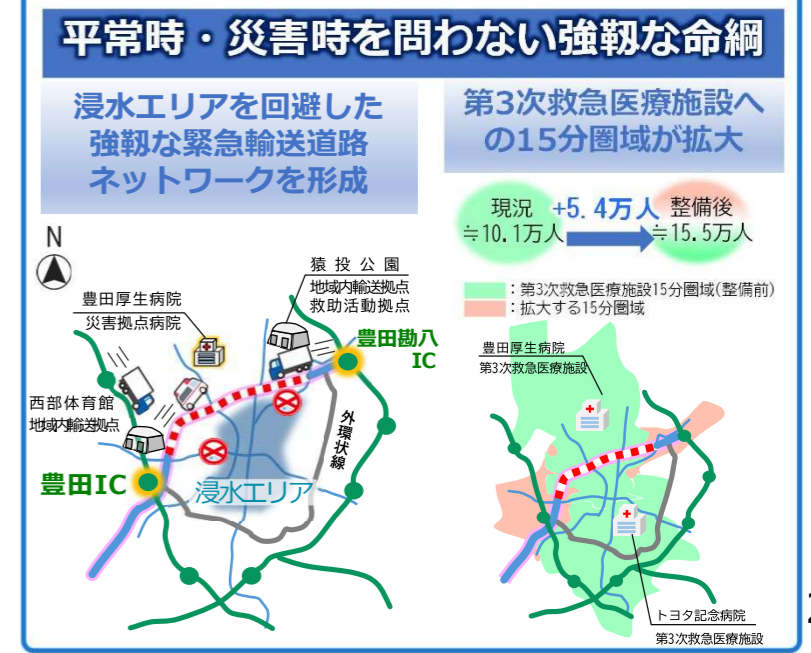 平常時・災害時を問わない強靱な命綱
浸水エリアを回避した
強靱な緊急輸送道路
ネットワークを形成
N
豊田厚生病院
災害拠点病院
猿投公園
地域内輸送拠点
救助活動拠点
豊田勘八
IC
西部体育館
地域内輸送拠点
外環状線
豊田IC
浸水エリア
第3次救急医療施設へ
の15分圏域が拡大
現況
≒10.1万人
+5.4万人
整備後
≒15.5万人
：第3次救急医療施設15分圏域(整備前)
：拡大する15分圏域
豊田厚生病院
第3次救急医療施設
トヨタ記念病院
第3次救急医療施設